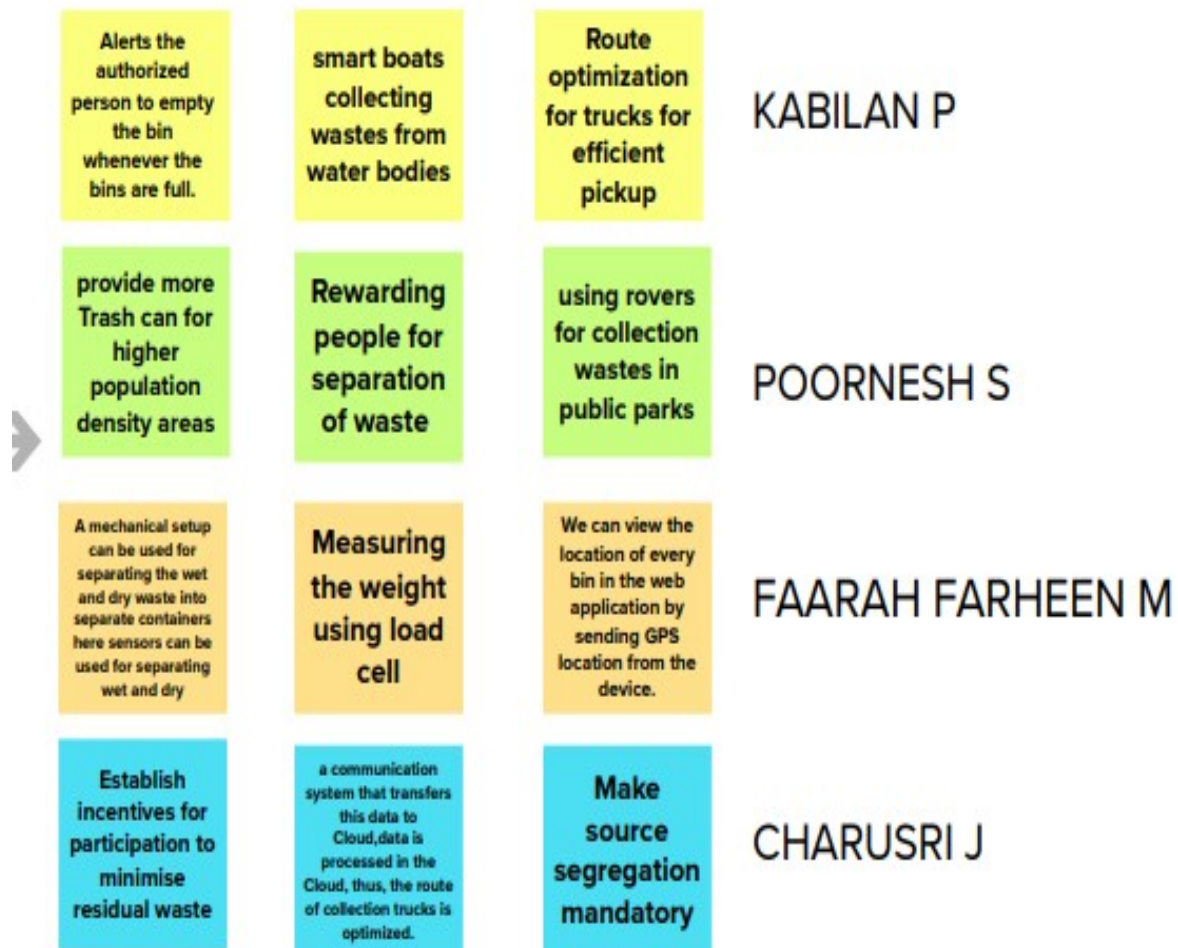 Alerts the
authorized
person to empty
the bin
whenever the
bins are full.
smart boats
collecting
wastes from
water bodies
Route
optimization
for trucks for
efficient
pickup
KABILAN P
provide more
Trash can for
higher
population
density areas
Rewarding
people for
separation
of waste
using rovers
for collection
wastes in
public parks
POORNESH S
A mechanical setup
can be used for
separating the wet
and dry waste into
separate containers
here sensors can be
used for separating
wet and dry
Measuring
the weight
using load
cell
We can view the
location of every
bin in the web
application by
sending GPS
location from the
device.
FAARAH FARHEEN M
Establish
incentives for
participation to
minimise
residual waste
a communication
system that transfers
this data to
Cloud,data is
processed in the
Cloud, thus, the route
of collection trucks is
optimized.
Make
source
segregation
mandatory
CHARUSRI J